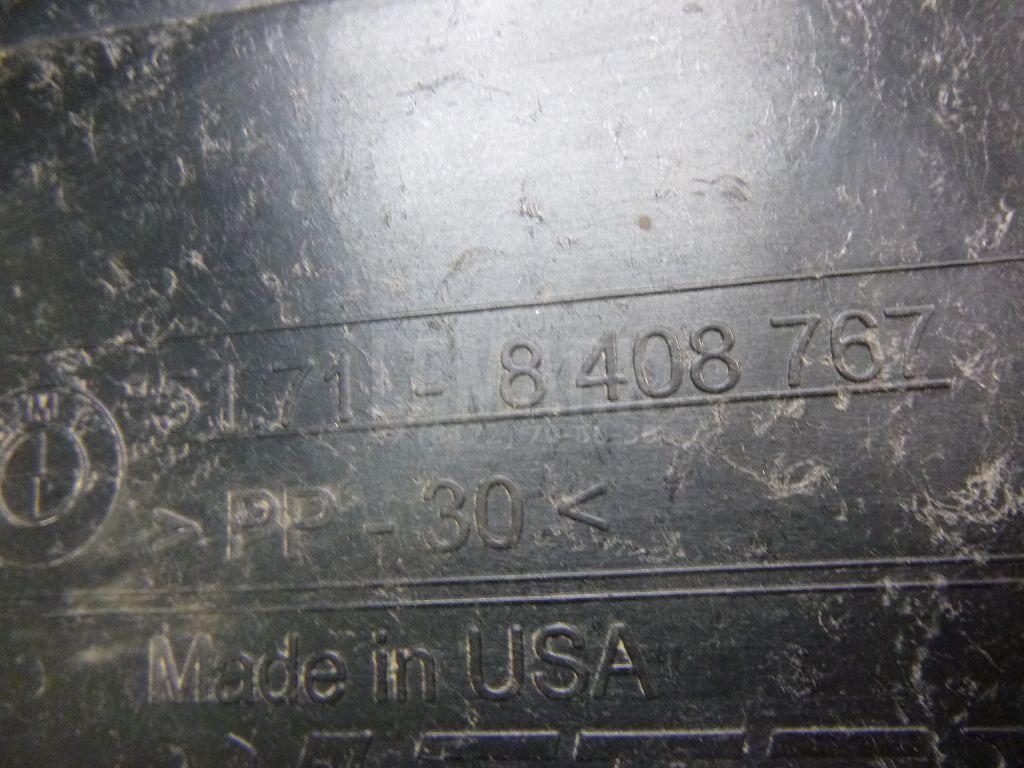 51.71 - 8 408 767
> PP - 30 <
Made in USA